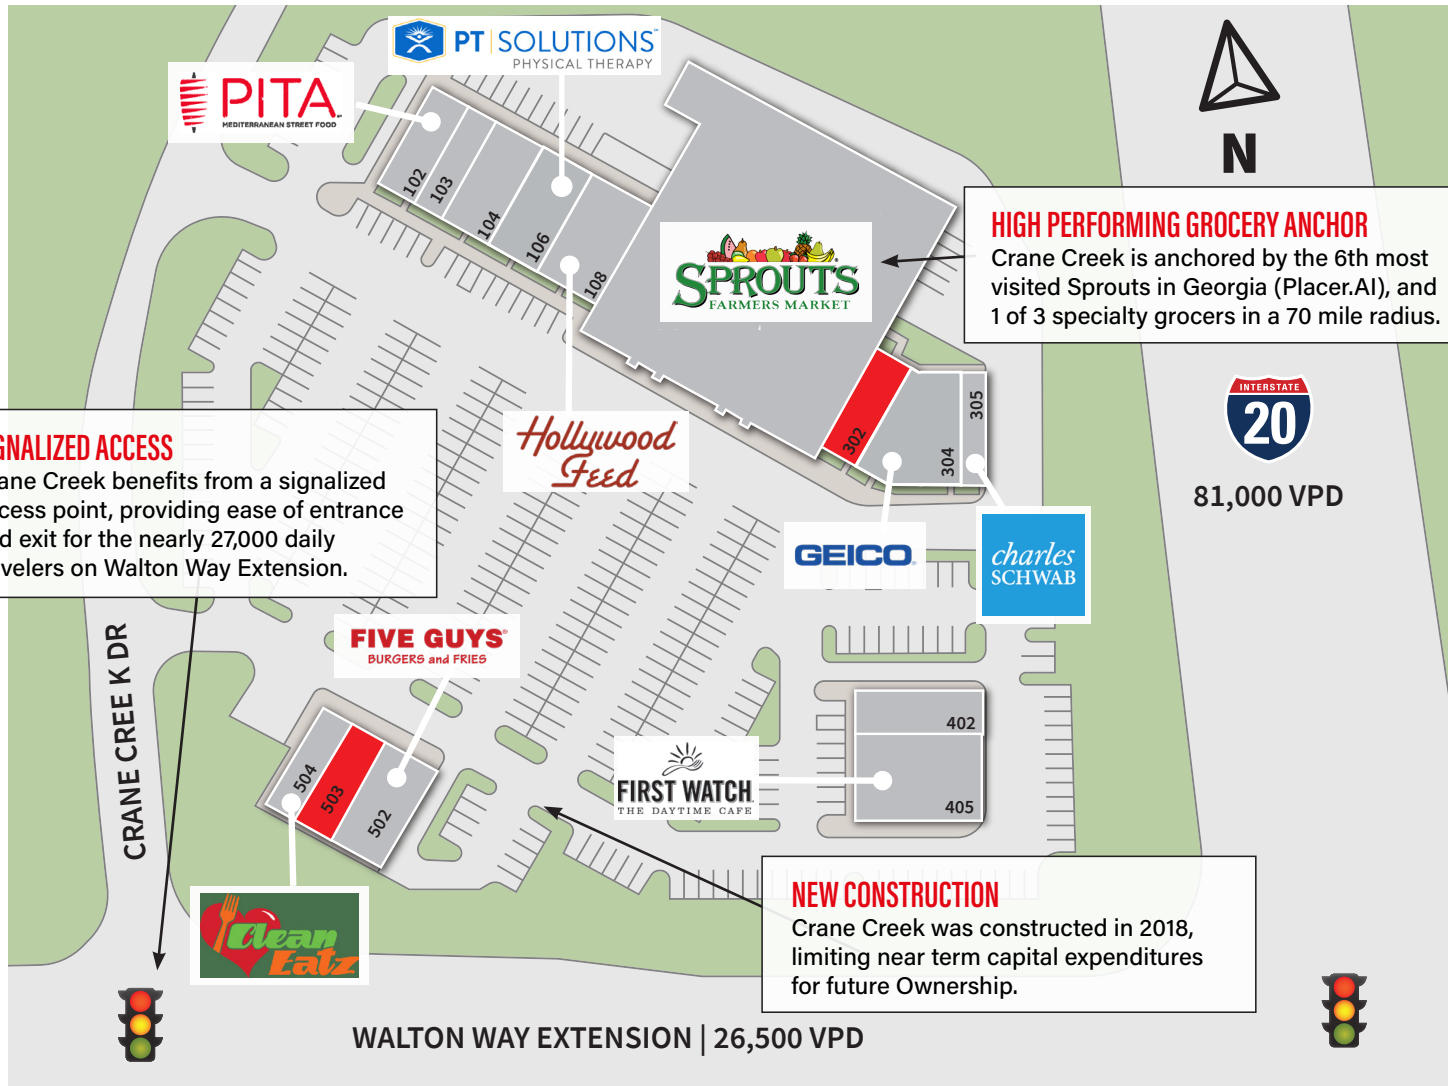 PT SOLUTIONS
PHYSICAL THERAPY
PITA
MEDITERRANEAN STREET FOOD
N
102
103
104
106
108
SPROUTS
FARMERS MARKET
HIGH PERFORMING GROCERY ANCHOR
Crane Creek is anchored by the 6th most
visited Sprouts in Georgia (Placer.AI), and
1 of 3 specialty grocers in a 70 mile radius.
INTERSTATE
20
81,000 VPD
302
304
305
Hollywood
Feed
GNALIZED ACCESS
ane Creek benefits from a signalized
cess point, providing ease of entrance
d exit for the nearly 27,000 daily
velers on Walton Way Extension.
GEICO
charles
SCHWAB
FIVE GUYS
BURGERS and FRIES
CRANE CREE K DR
504
503
502
402
405
FIRST WATCH
THE DAYTIME CAFE
Clean
Eatz
NEW CONSTRUCTION
Crane Creek was constructed in 2018,
limiting near term capital expenditures
for future Ownership.
WALTON WAY EXTENSION | 26,500 VPD